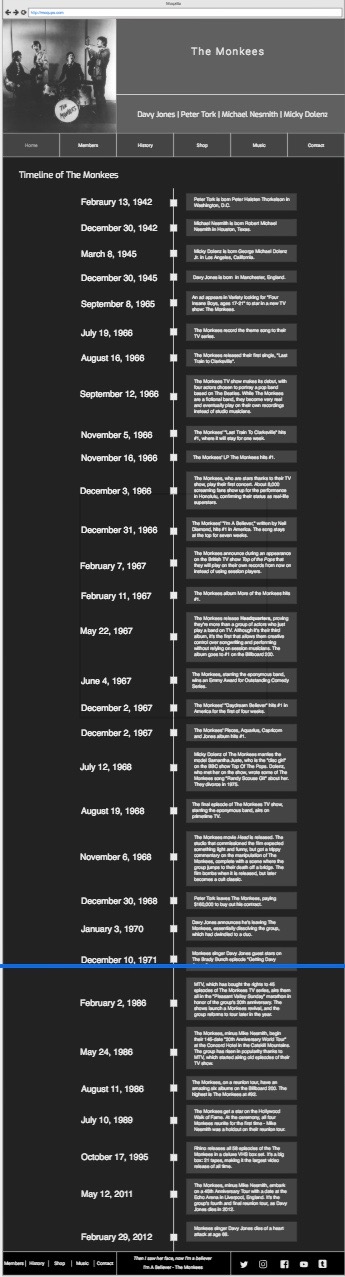 Moqups
http://moqups.com
The Monkees
Davy Jones | Peter Tork | Michael Nesmith | Micky Dolenz
Home
Members
History
Shop
Music
Contact
Timeline of The Monkees
Febraury 13, 1942
Peter Tork is born Peter Halsten Thorkelson in
Washington, D.C.
December 30, 1942
Michael Nesmith is born Robert Michael
Nesmith in Houston, Texas.
March 8, 1945
Micky Dolenz is born George Michael Dolenz
Jr. in Los Angeles, California.
December 30, 1945
Davy Jones is born in Manchester, England.
September 8, 1965
An ad appears in Variety looking for "Four
Insane Boys, ages 17-21" to star in a new TV
show: The Monkees.
July 19, 1966
The Monkees record the theme song to their
TV series.
August 16, 1966
The Monkees released their first single, "Last
Train to Clarksville".
September 12, 1966
The Monkees TV show makes its debut, with
four actors chosen to portray a pop band
based on The Beatles. While The Monkees
are a fictional band, they become very real
and eventually play on their own recordings
instead of studio musicians.
November 5, 1966
The Monkees' "Last Train To Clarksville" hits
#1, where it will stay for one week.
November 16, 1966
The Monkees' LP The Monkees hits #1.
December 3, 1966
The Monkees, who are stars thanks to their TV
show, play their first concert. About 8,000
screaming fans show up for the performance
in Honolulu, confirming their status as real-life
superstars.
December 31, 1966
The Monkees' "I'm A Believer," written by Neil
Diamond, hits #1 in America. The song stays
at the top for seven weeks.
February 7, 1967
The Monkees announce during an appearance
on the British TV show Top of the Pops that
they will play on their own records from now on
instead of using session players.
February 11, 1967
The Monkees album More of the Monkees hits
#1.
May 22, 1967
The Monkees release Headquarters, proving
they're more than a group of actors who just
play a band on TV. Although it's their third
album, it's the first that allows them creative
control over songwriting and performing
without relying on session musicians. The
album goes to #1 on the Billboard 200.
June 4, 1967
The Monkees, starring the eponymous band,
wins an Emmy Award for Outstanding Comedy
Series.
December 2, 1967
The Monkees' "Daydream Believer" hits #1 in
America for the first of four weeks.
December 2, 1967
The Monkees' Pisces, Aquarius, Capricorn
and Jones album hits #1.
July 12, 1968
Micky Dolenz of The Monkees marries the
model Samantha Juste, who is the "disc girl"
on the BBC show Top Of The Pops. Dolenz,
who met her on the show, wrote some of The
Monkees song "Randy Scouse Git" about her.
They divorce in 1975.
August 19, 1968
The final episode of The Monkees TV show,
starring the eponymous band, airs on
primetime TV.
November 6, 1968
The Monkees movie Head is released. The
studio that commissioned the film expected
something light and funny, but got a trippy
commentary on the manipulation of The
Monkees, complete with a scene where the
group jumps to their death off a bridge. The
film bombs when it is released, but later
becomes a cult classic.
December 30, 1968
Peter Tork leaves The Monkees, paying
$160,000 to buy out his contract.
January 3, 1970
Davy Jones announces he's leaving The
Monkees, essentially dissolving the group,
which had dwindled to a duo.
December 10, 1971
Monkees singer Davy Jones guest stars on
The Brady Bunch episode "Getting Davy
February 2, 1986
MTV, which has bought the rights to 45
episodes of The Monkees TV series, airs them
all in the "Pleasant Valley Sunday" marathon in
honor of the group's 20th anniversary. The
shows launch a Monkees revival, and the
group reforms to tour later in the year.
May 24, 1986
The Monkees, minus Mike Nesmith, begin
their 145-date "20th Anniversary World Tour"
at the Concord Hotel in the Catskill Mountains.
The group has risen in popularity thanks to
MTV, which started airing old episodes of their
TV show.
August 11, 1986
The Monkees, on a reunion tour, have an
amazing six albums on the Billboard 200. The
highest is The Monkees at #92.
July 10, 1989
The Monkees get a star on the Hollywood
Walk of Fame. At the ceremony, all four
Monkees reunite for the first time - Mike
Nesmith was a holdout on their reunion tour.
October 17, 1995
Rhino releases all 58 episodes of the The
Monkees in a deluxe VHS box set. It's a big
box: 21 tapes, making it the largest video
release of all time.
May 12, 2011
The Monkees, minus Mike Nesmith, embark
on a 45th Anniversary Tour with a date at the
Echo Arena in Liverpool, England. It's the
group's fourth and final reunion tour, as Davy
Jones dies in 2012.
February 29, 2012
Monkees singer Davy Jones dies of a heart
attack at age 66.
Members | History | Shop | Music | Contact
Then I saw her face, now I'm a believer
I'm A Believer - The Monkees